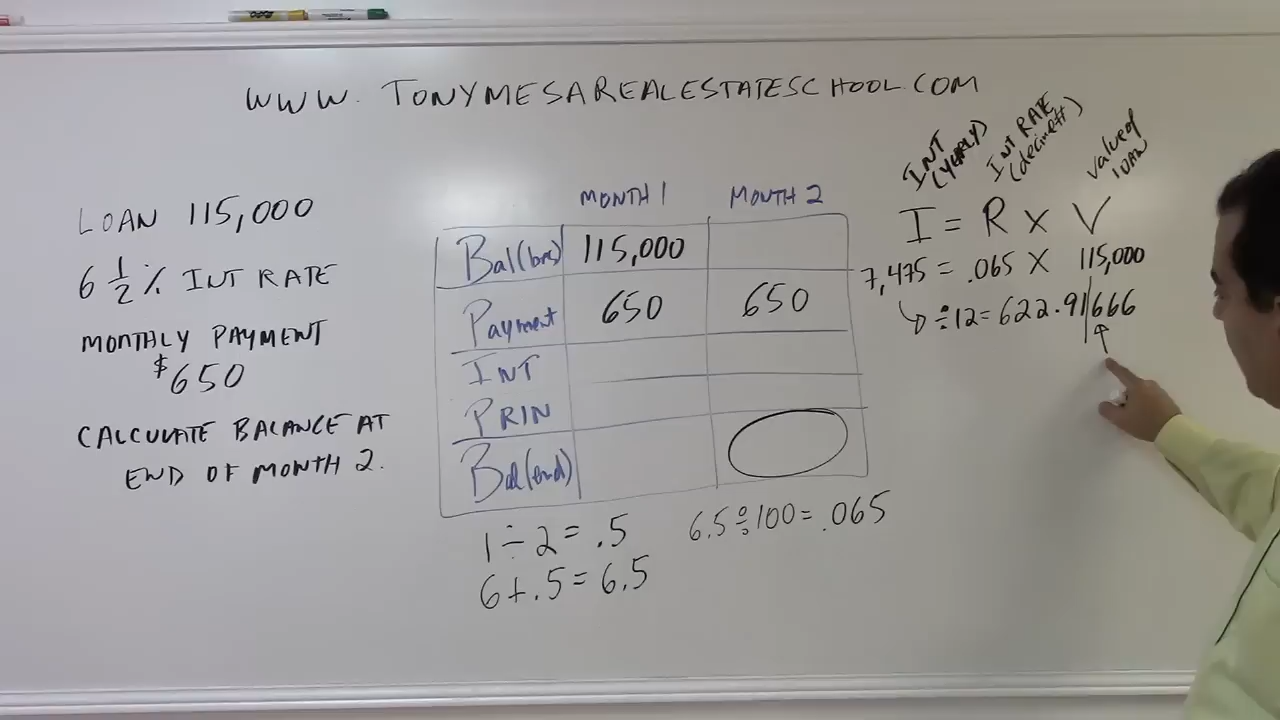 WWW. TONYMESAREALESTATESCHOOL.COM
LOAN 115,000
6 1/2 % INT RATE
MONTHLY PAYMENT
$650
CALCULATE BALANCE AT
END OF MONTH 2.
MONTH 1 MONTH 2
Bal(beg) 115,000
Payment 650 650
INT
PRIN
Bal(end)
1 ÷ 2 = .5
6 + .5 = 6.5
6.5 ÷ 100 = .065
INT (YEARLY)
INT RATE (decimal)
value of loan
I = R X V
7,475 = .065 X 115,000
÷ 12 = 622.91|666